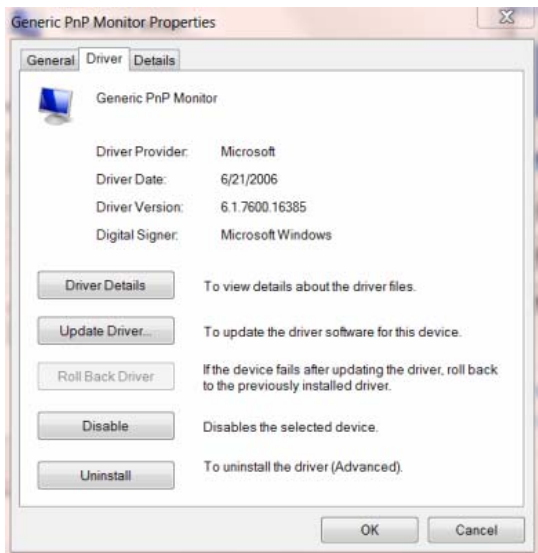 Generic PnP Monitor Properties
General Driver Details
Generic PnP Monitor
Driver Provider: Microsoft
Driver Date: 6/21/2006
Driver Version: 6.1.7600.16385
Digital Signer: Microsoft Windows
Driver Details To view details about the driver files.
Update Driver... To update the driver software for this device.
Roll Back Driver If the device fails after updating the driver, roll back
to the previously installed driver.
Disable Disables the selected device.
Uninstall To uninstall the driver (Advanced).
OK Cancel